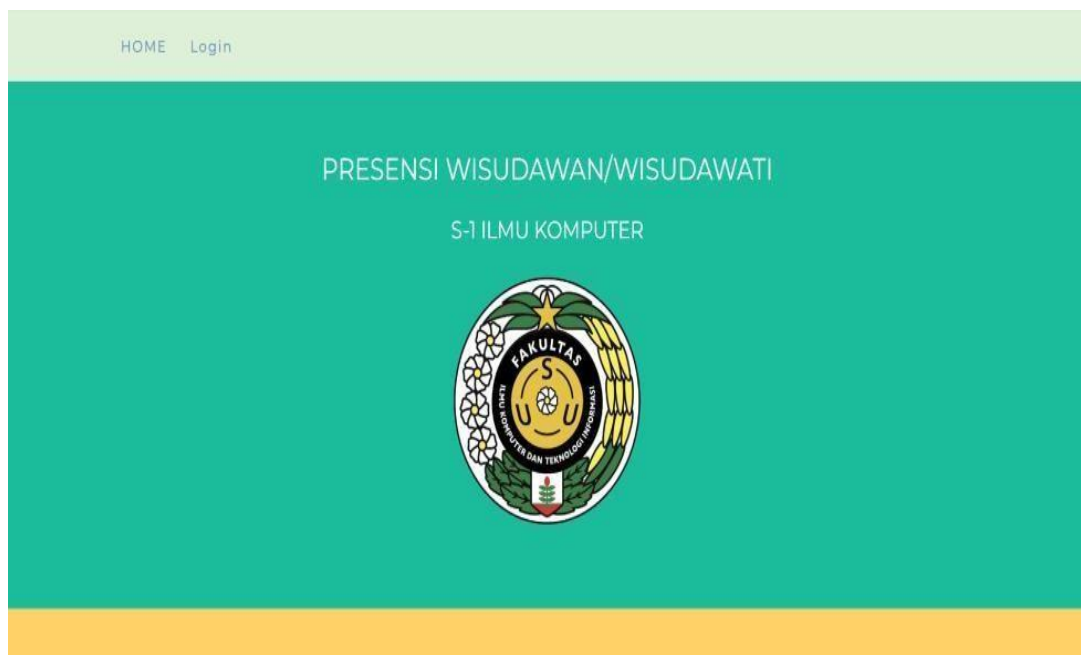 HOME Login
PRESENSI WISUDAWAN/WISUDAWATI
S-1 ILMU KOMPUTER
FAKULTAS
ILMU KOMPUTER DAN TEKNOLOGI INFORMASI
S
U U